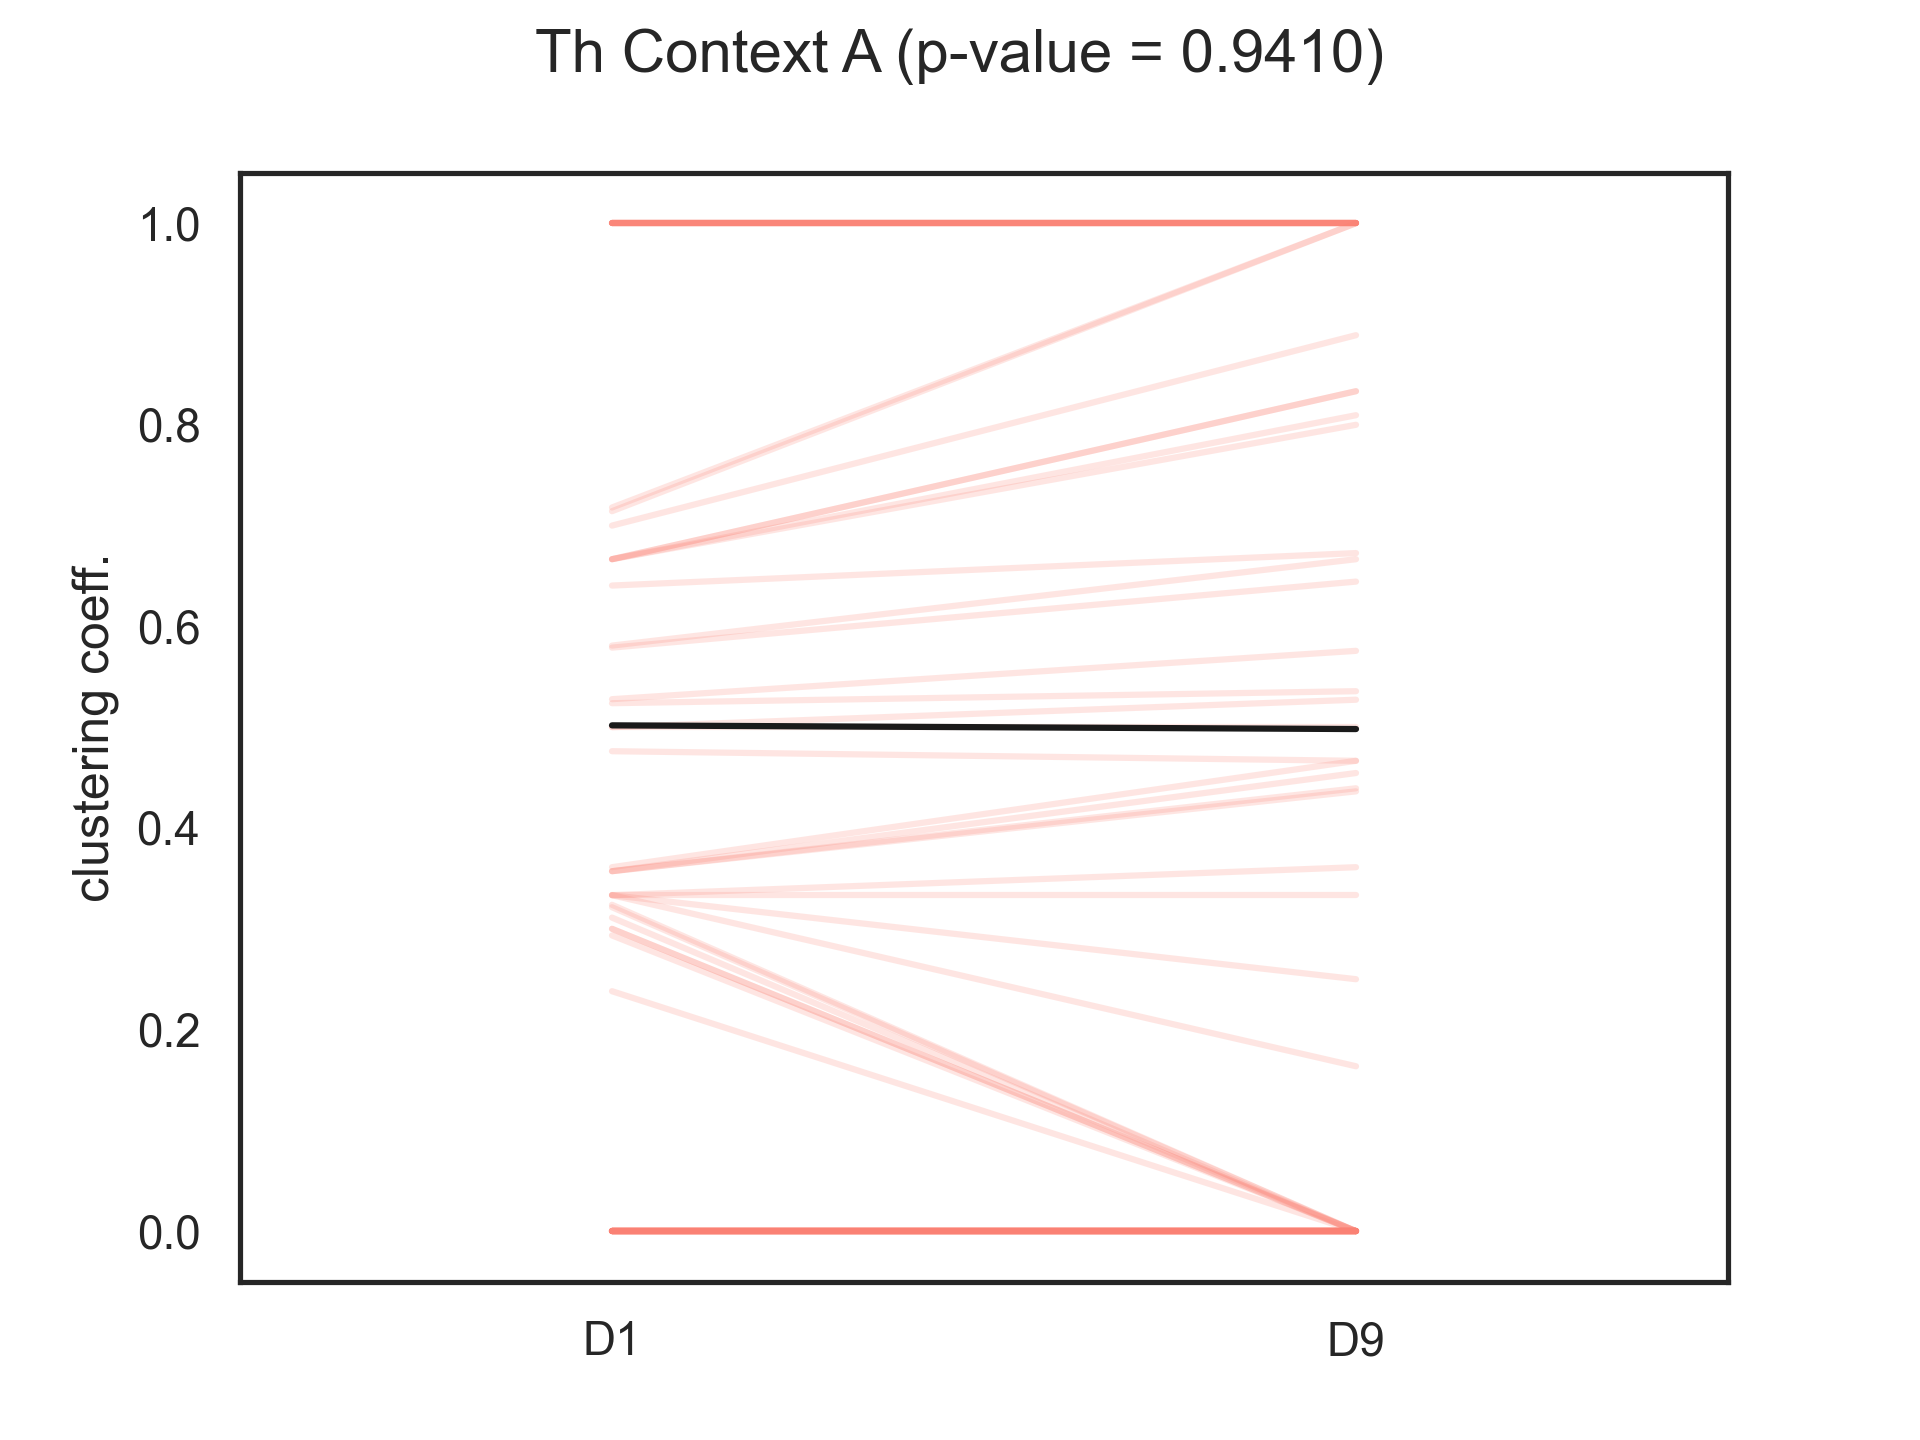 Th Context A (p-value = 0.9410)
clustering coeff.
1.0
0.8
0.6
0.4
0.2
0.0
D1
D9